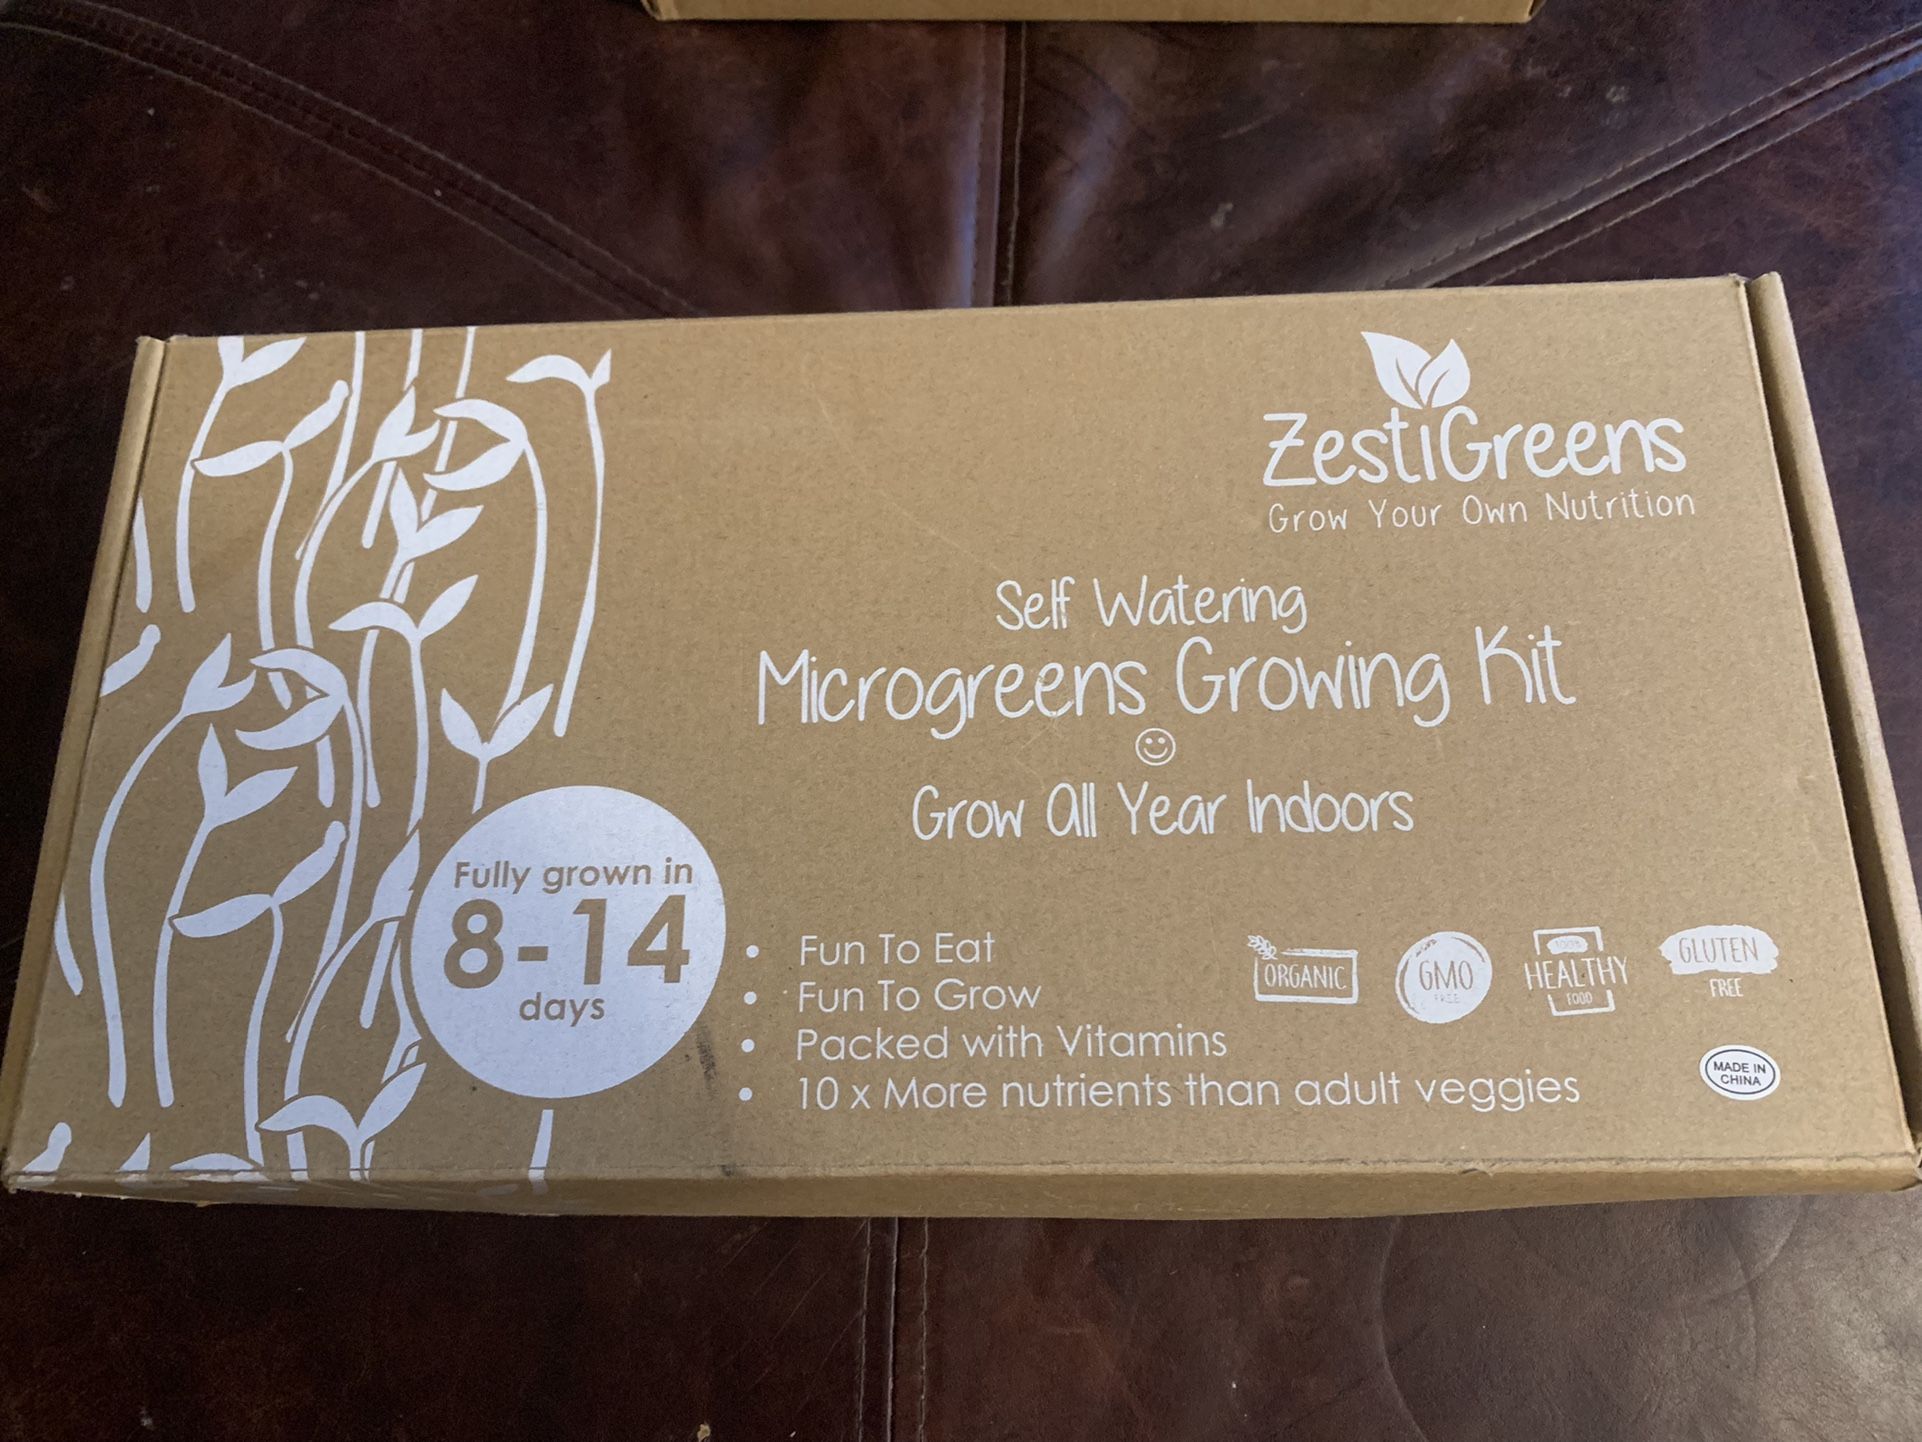 ZestiGreens
Grow Your Own Nutrition
Self Watering
Microgreens Growing Kit
Grow All Year Indoors
Fully grown in
8-14
days
• Fun To Eat
• Fun To Grow
• Packed with Vitamins
• 10 x More nutrients than adult veggies
ORGANIC
GMO
FREE
100%
HEALTHY
FOOD
GLUTEN
FREE
MADE IN
CHINA